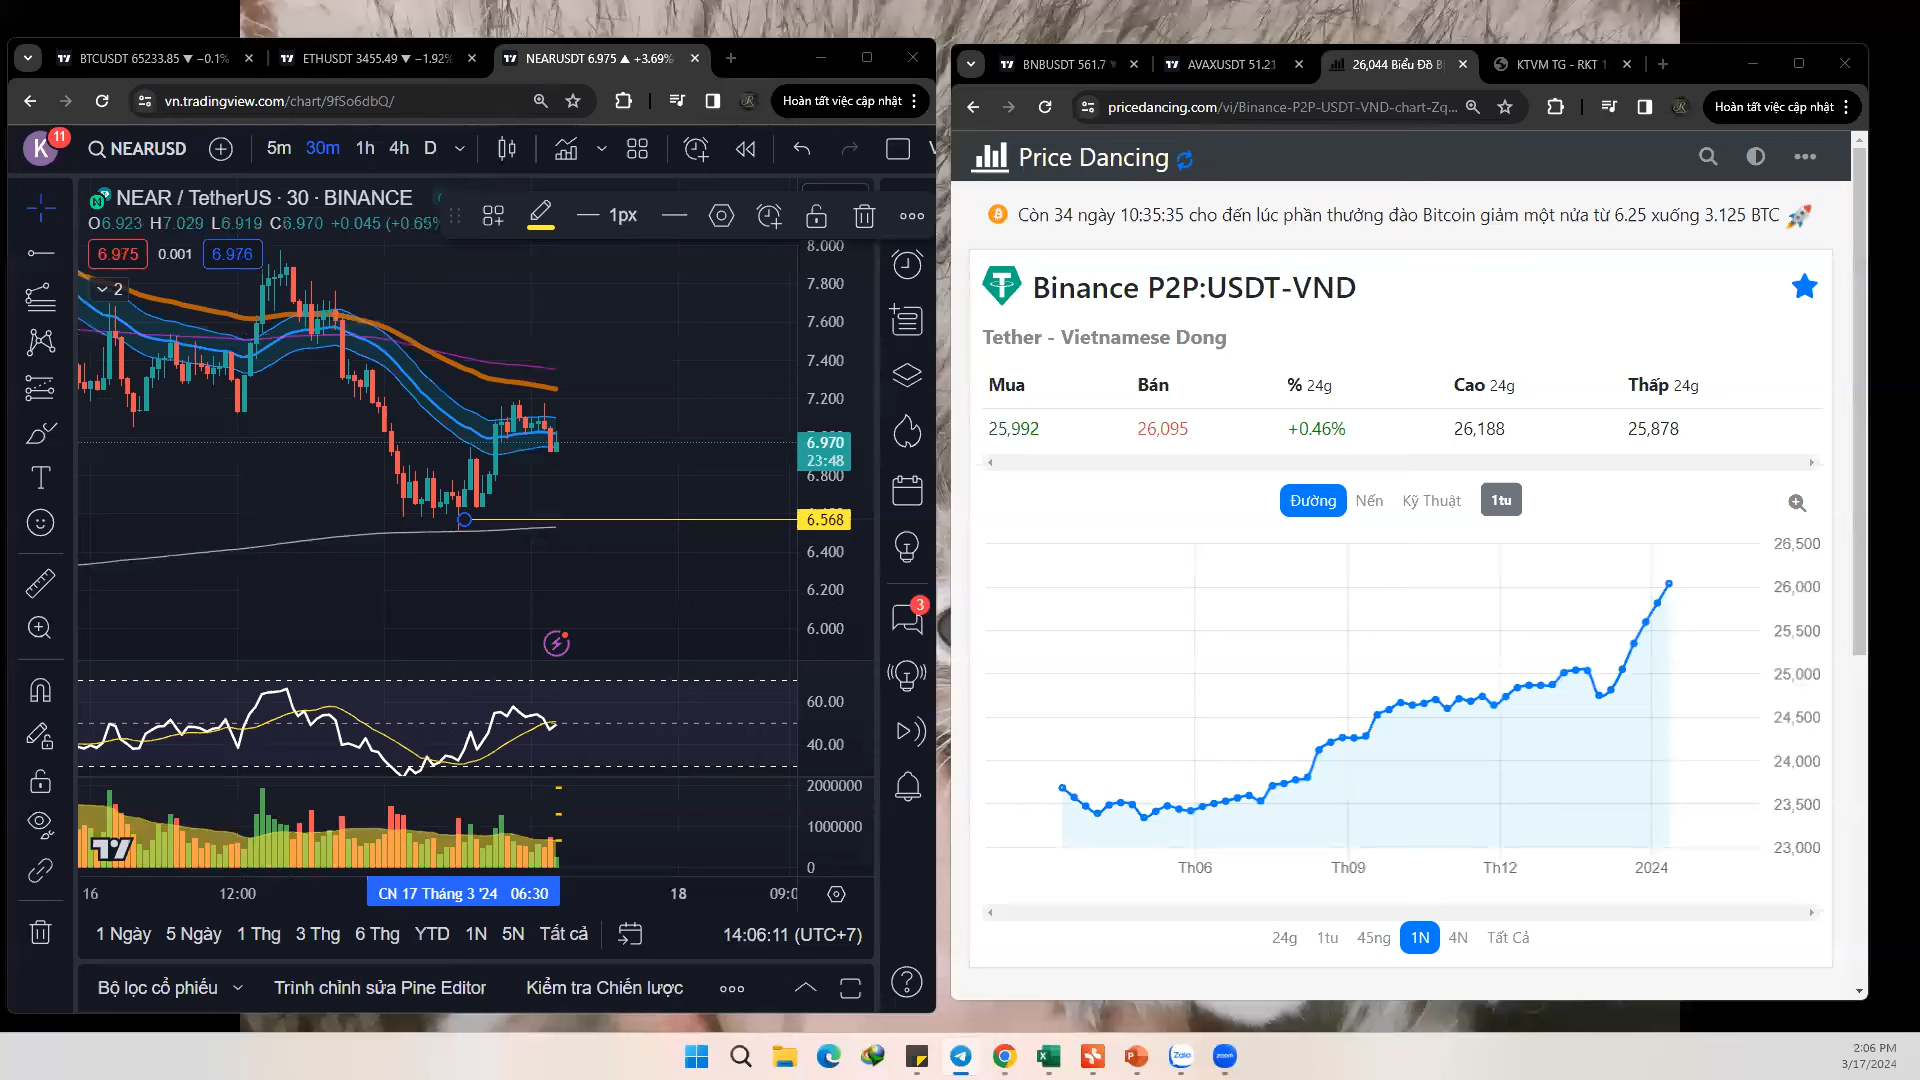 BTCUSDT 65233.85 ▼ −0.1%
ETHUSDT 3455.49 ▼ −1.92%
NEARUSDT 6.975 ▲ +3.69%
vn.tradingview.com/chart/9fSo6dbQ/
Hoàn tất việc cập nhật
K
11
NEARUSD
5m 30m 1h 4h D
NEAR / TetherUS · 30 · BINANCE
1px
O6.923 H7.029 L6.919 C6.970 +0.045 (+0.65%
6.975 0.001 6.976
2
8.000
7.800
7.600
7.400
7.200
6.970
23:48
6.800
6.568
6.400
6.200
6.000
60.00
40.00
2000000
1000000
0
3
16 12:00 CN 17 Tháng 3 '24 06:30 18 09:0
1 Ngày 5 Ngày 1 Thg 3 Thg 6 Thg YTD 1N 5N Tất cả 14:06:11 (UTC+7)
Bộ lọc cổ phiếu Trình chỉnh sửa Pine Editor Kiểm tra Chiến lược
BNBUSDT 561.7
AVAXUSDT 51.21
26,044 Biểu Đồ Bi
KTVM TG - RKT 1
pricedancing.com/vi/Binance-P2P-USDT-VND-chart-Zq...
Hoàn tất việc cập nhật
Price Dancing
Còn 34 ngày 10:35:35 cho đến lúc phần thưởng đào Bitcoin giảm một nửa từ 6.25 xuống 3.125 BTC
Binance P2P:USDT-VND
Tether - Vietnamese Dong
Mua Bán % 24g Cao 24g Thấp 24g
25,992 26,095 +0.46% 26,188 25,878
Đường Nến Kỹ Thuật 1tu
26,500
26,000
25,500
25,000
24,500
24,000
23,500
23,000
Th06 Th09 Th12 2024
24g 1tu 45ng 1N 4N Tất Cả
Zalo
zoom
2:06 PM
3/17/2024